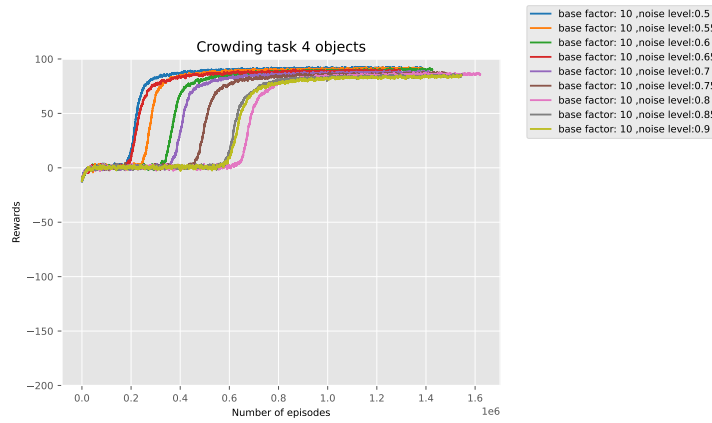 Crowding task 4 objects
base factor: 10 ,noise level:0.5
base factor: 10 ,noise level:0.55
base factor: 10 ,noise level:0.6
base factor: 10 ,noise level:0.65
base factor: 10 ,noise level:0.7
base factor: 10 ,noise level:0.75
base factor: 10 ,noise level:0.8
base factor: 10 ,noise level:0.85
base factor: 10 ,noise level:0.9
Rewards
100
50
0
−50
−100
−150
−200
0.0 0.2 0.4 0.6 0.8 1.0 1.2 1.4 1.6
1e6
Number of episodes